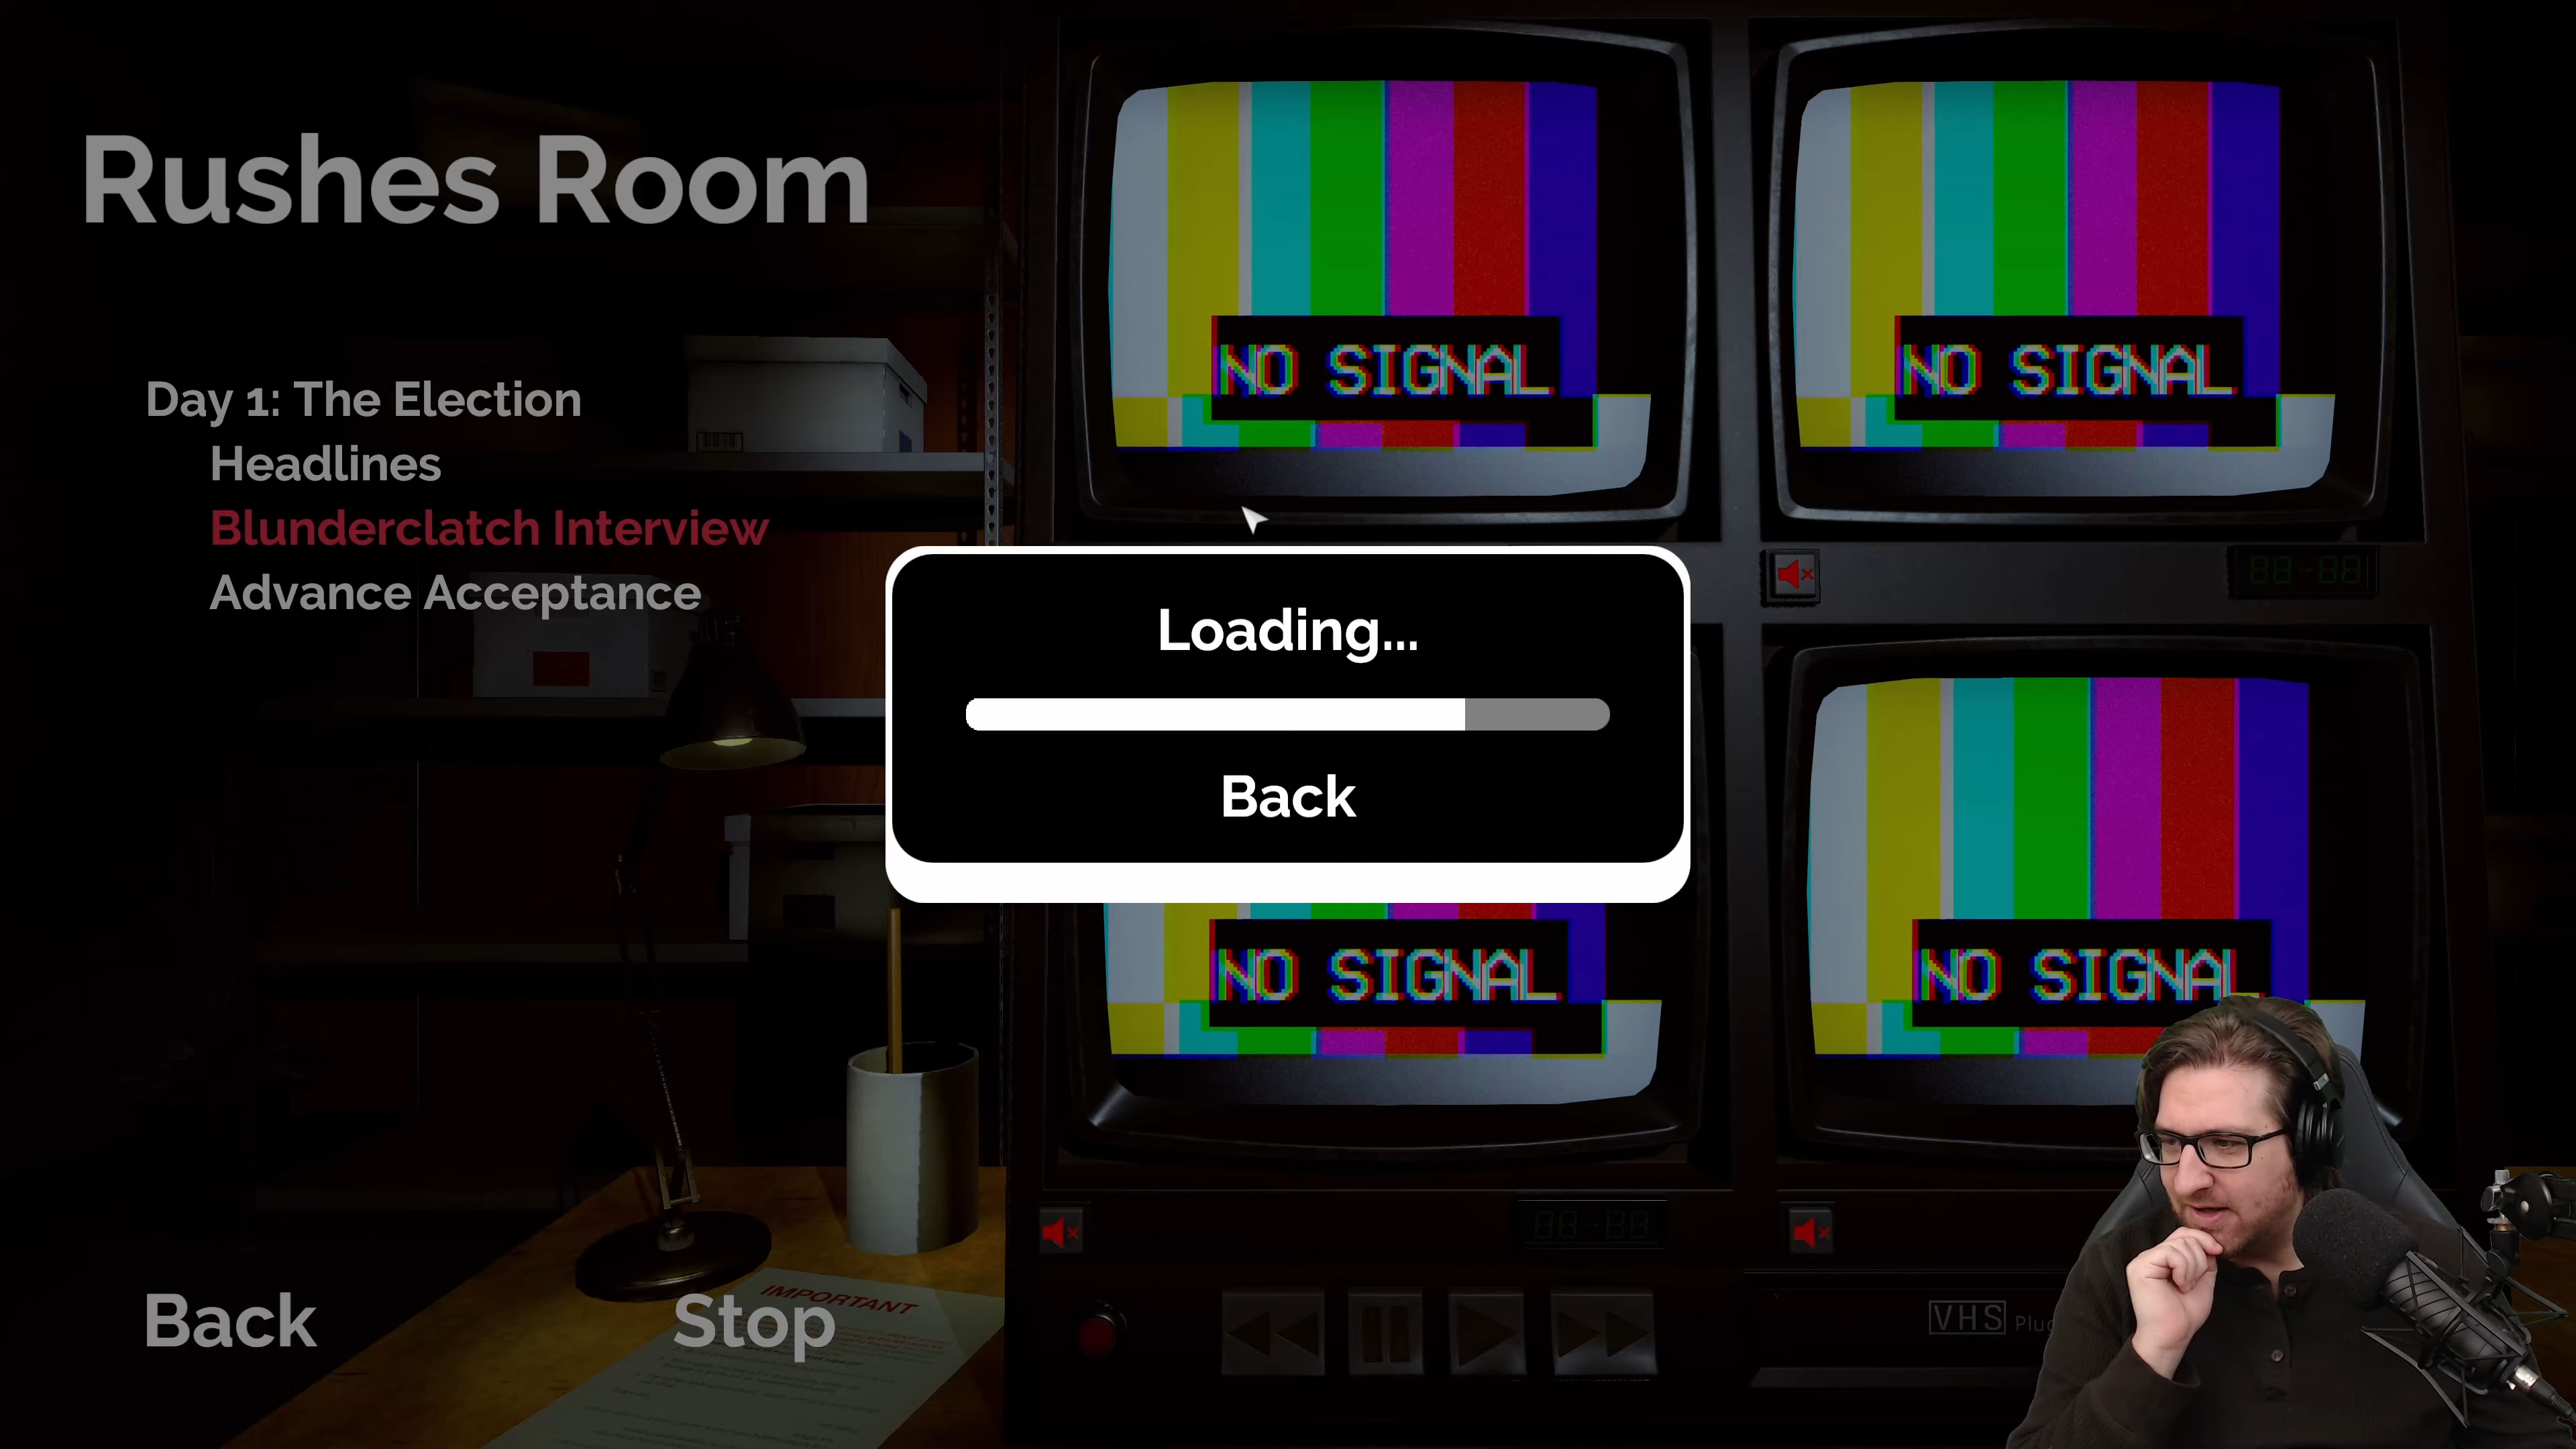 Rushes Room
Day 1: The Election
Headlines
Blunderclatch Interview
Advance Acceptance
NO SIGNAL
NO SIGNAL
Loading...
Back
NO SIGNAL
NO SIGNAL
IMPORTANT
Back
Stop
VHS